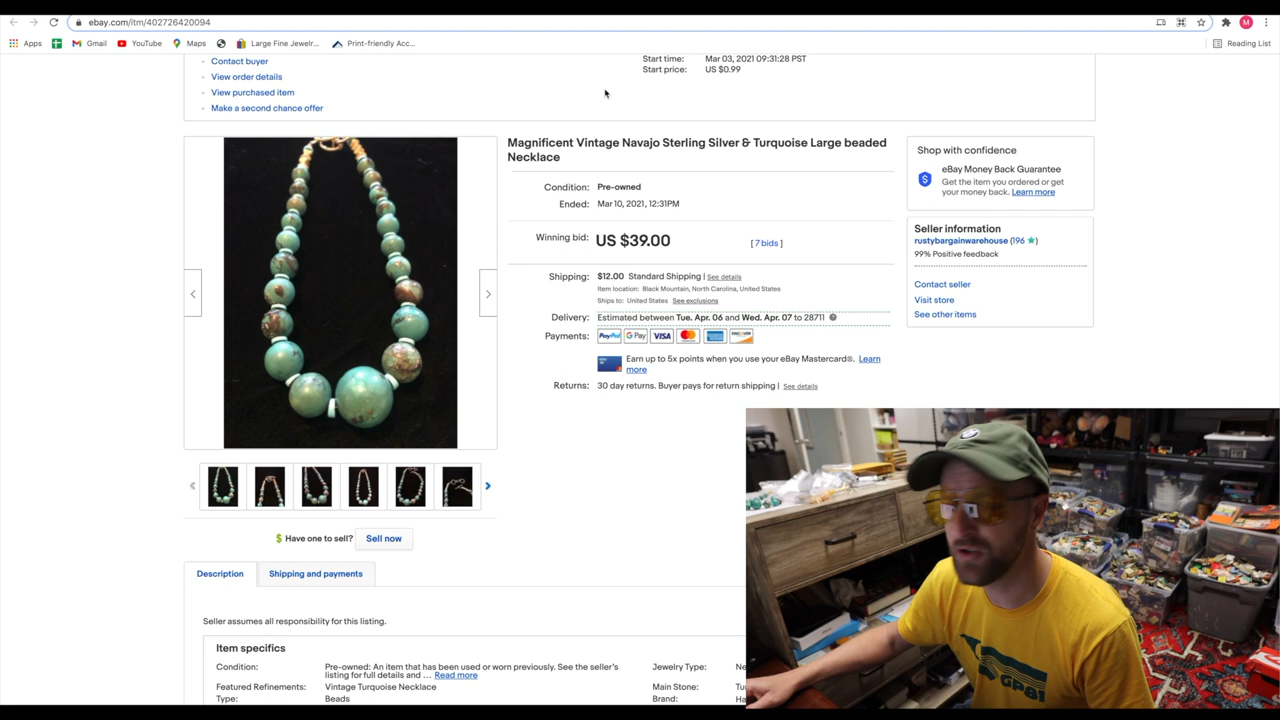 ebay.com/itm/402726420094
M
Apps
Gmail
YouTube
Maps
Large Fine Jewelr...
Print-friendly Acc...
Reading List
Contact buyer
View order details
View purchased item
Make a second chance offer
Start time: Mar 03, 2021 09:31:28 PST
Start price: US $0.99
Magnificent Vintage Navajo Sterling Silver & Turquoise Large beaded
Necklace
Condition: Pre-owned
Ended: Mar 10, 2021, 12:31PM
Winning bid: US $39.00 [ 7 bids ]
Shipping: $12.00 Standard Shipping | See details
Item location: Black Mountain, North Carolina, United States
Ships to: United States See exclusions
Delivery: Estimated between Tue. Apr. 06 and Wed. Apr. 07 to 28711
Payments: PayPal G Pay VISA
Earn up to 5x points when you use your eBay Mastercard®. Learn
more
Returns: 30 day returns. Buyer pays for return shipping | See details
Shop with confidence
eBay Money Back Guarantee
Get the item you ordered or get
your money back. Learn more
Seller information
rustybargainwarehouse (196 )
99% Positive feedback
Contact seller
Visit store
See other items
$ Have one to sell? Sell now
Description
Shipping and payments
Seller assumes all responsibility for this listing.
Item specifics
Condition: Pre-owned: An item that has been used or worn previously. See the seller's
listing for full details and ... Read more
Featured Refinements: Vintage Turquoise Necklace
Type: Beads
Jewelry Type: Ne
Main Stone: Tu
Brand: Ha